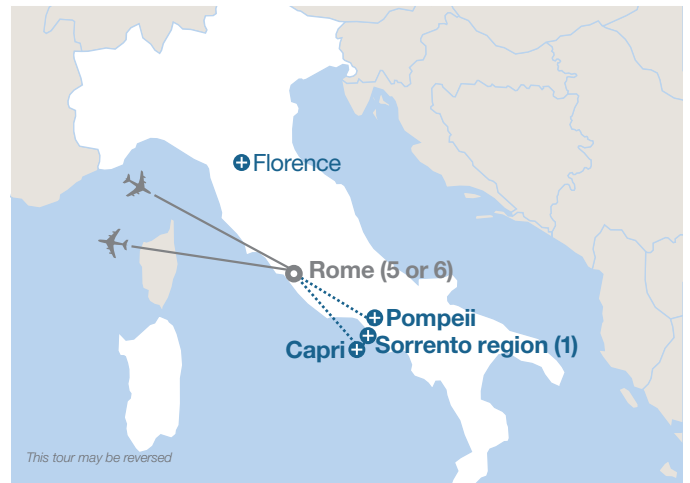 Florence
Rome (5 or 6)
Pompeii
Sorrento region (1)
Capri
This tour may be reversed